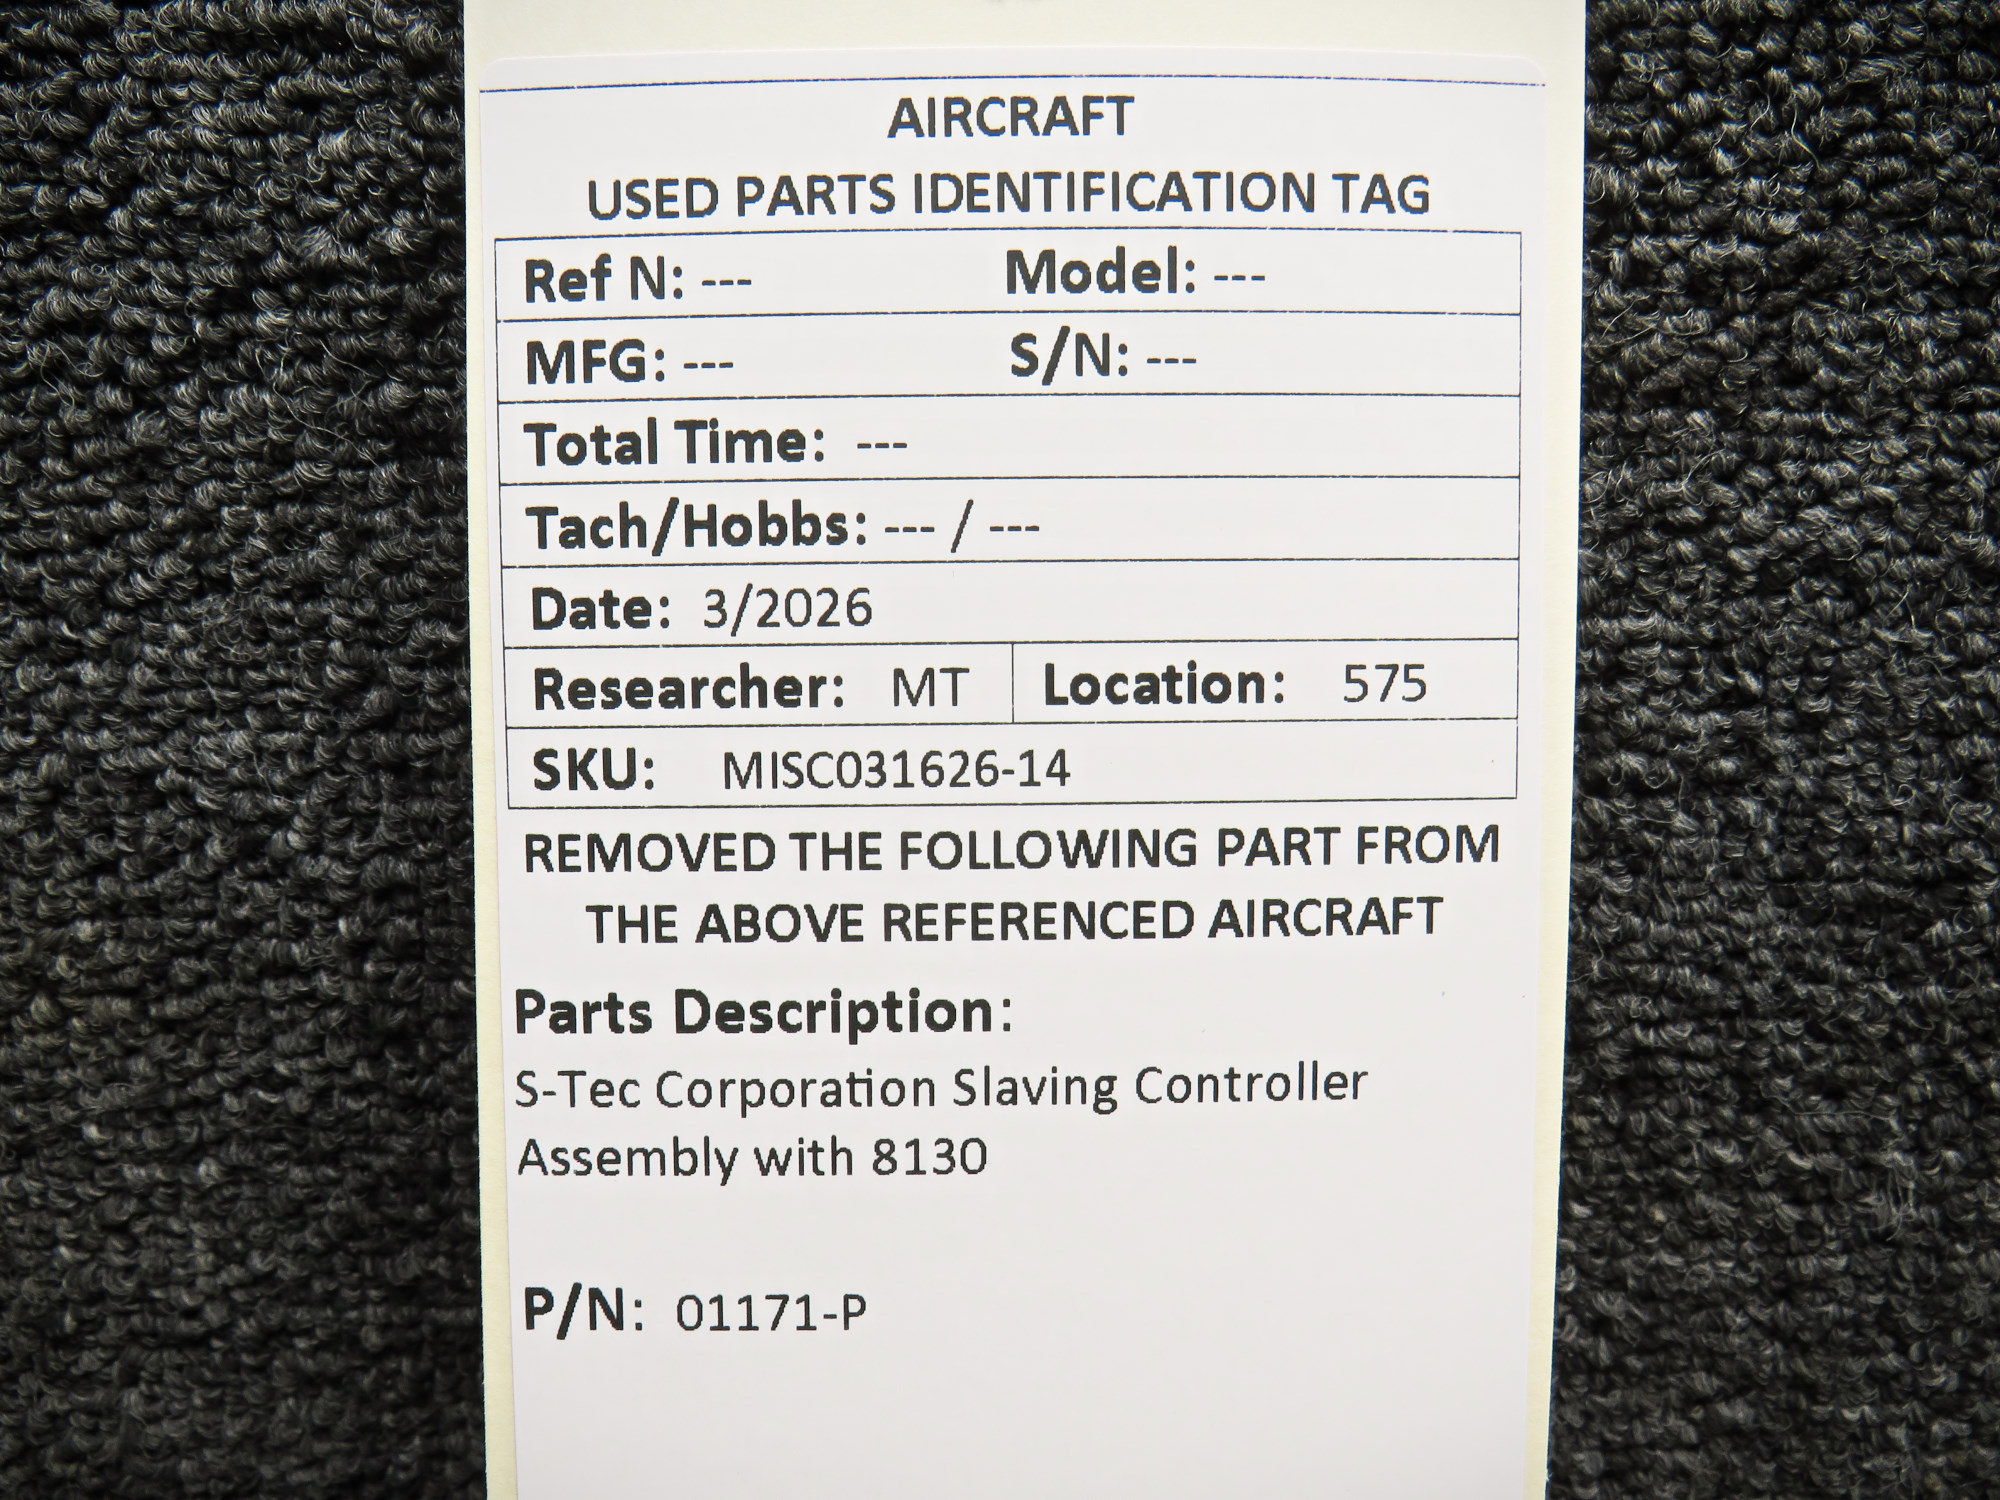 AIRCRAFT
USED PARTS IDENTIFICATION TAG
Ref N: --- Model: ---
MFG: --- S/N: ---
Total Time: ---
Tach/Hobbs: --- / ---
Date: 3/2026
Researcher: MT Location: 575
SKU: MISC031626-14
REMOVED THE FOLLOWING PART FROM
THE ABOVE REFERENCED AIRCRAFT
Parts Description:
S-Tec Corporation Slaving Controller
Assembly with 8130
P/N: 01171-P